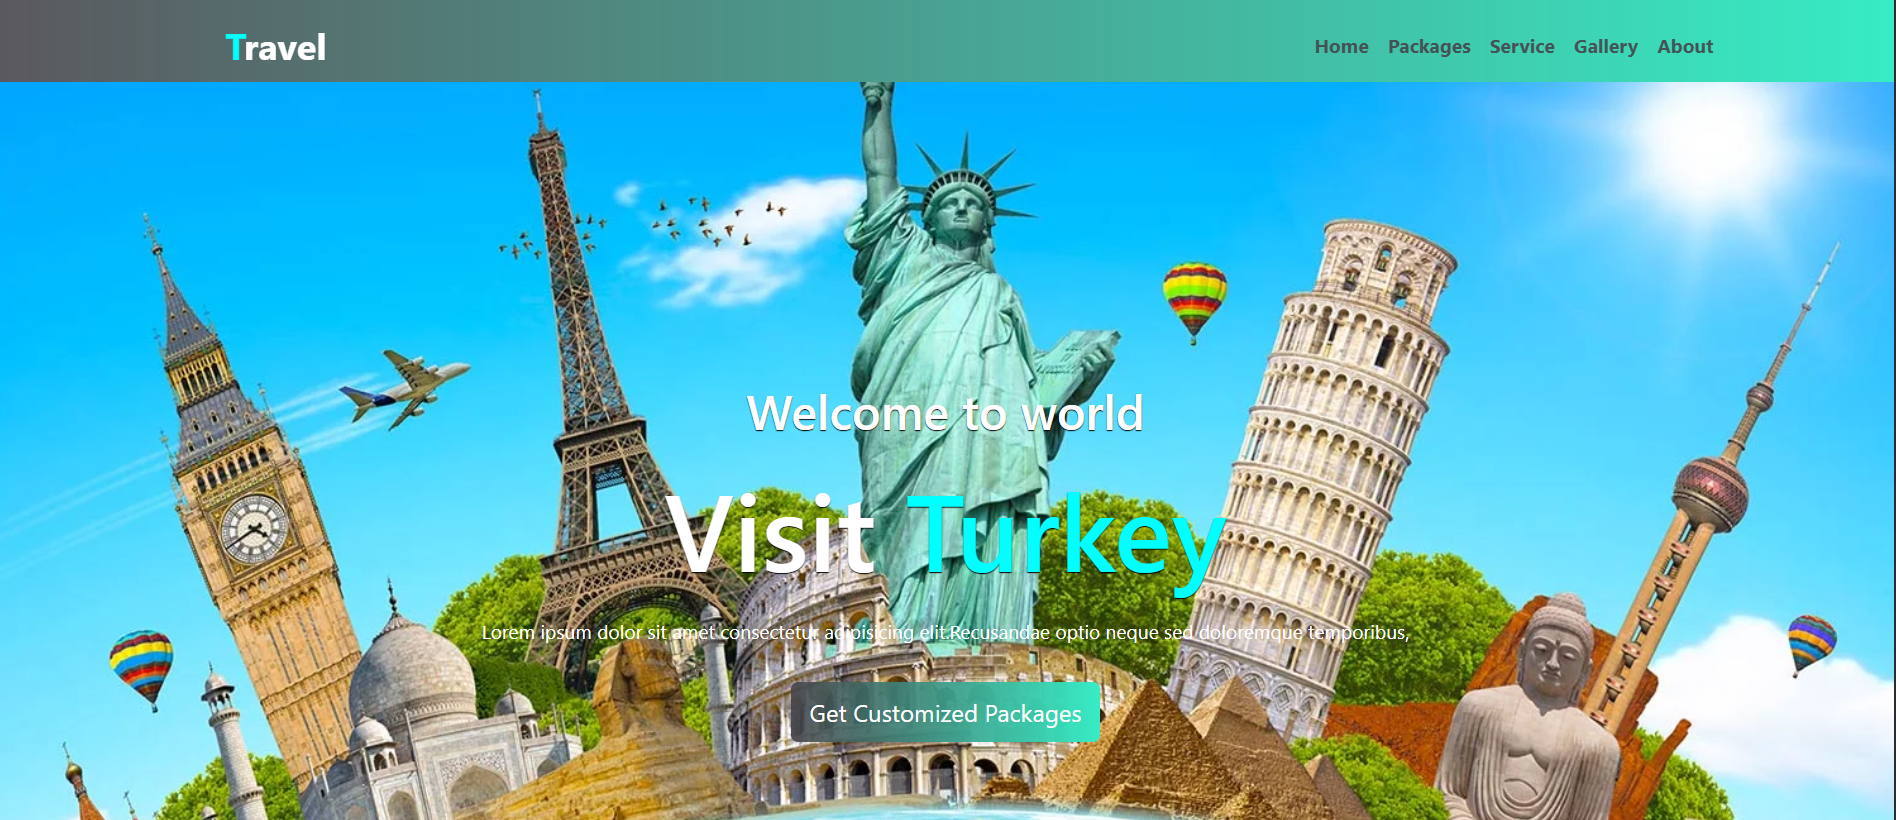 Travel
Home Packages Service Gallery About
Welcome to world
Visit Turkey
Lorem ipsum dolor sit amet consectetur adipisicing elit.Recusandae optio neque sed doloremque temporibus,
Get Customized Packages